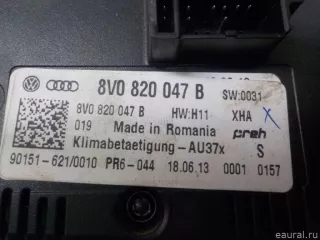 8V0 820 047 B SW:0031
8V0 820 047 B HW:H11 XHA X
019 Made in Romania preh
Klimabetaetigung-AU37x S
90151-621/0010 PR6-044 18.06.13 0001 0157
© eaural.ru